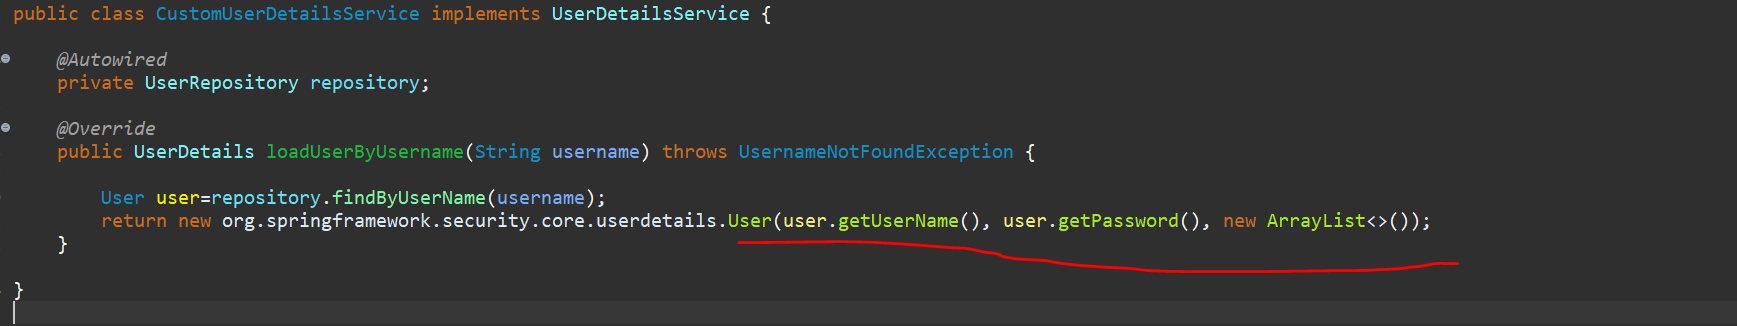 public class CustomUserDetailsService implements UserDetailsService {
@Autowired
private UserRepository repository;
@Override
public UserDetails loadUserByUsername(String username) throws UsernameNotFoundException {
User user=repository.findByUserName(username);
return new org.springframework.security.core.userdetails.User(user.getUserName(), user.getPassword(), new ArrayList<>());
}
}